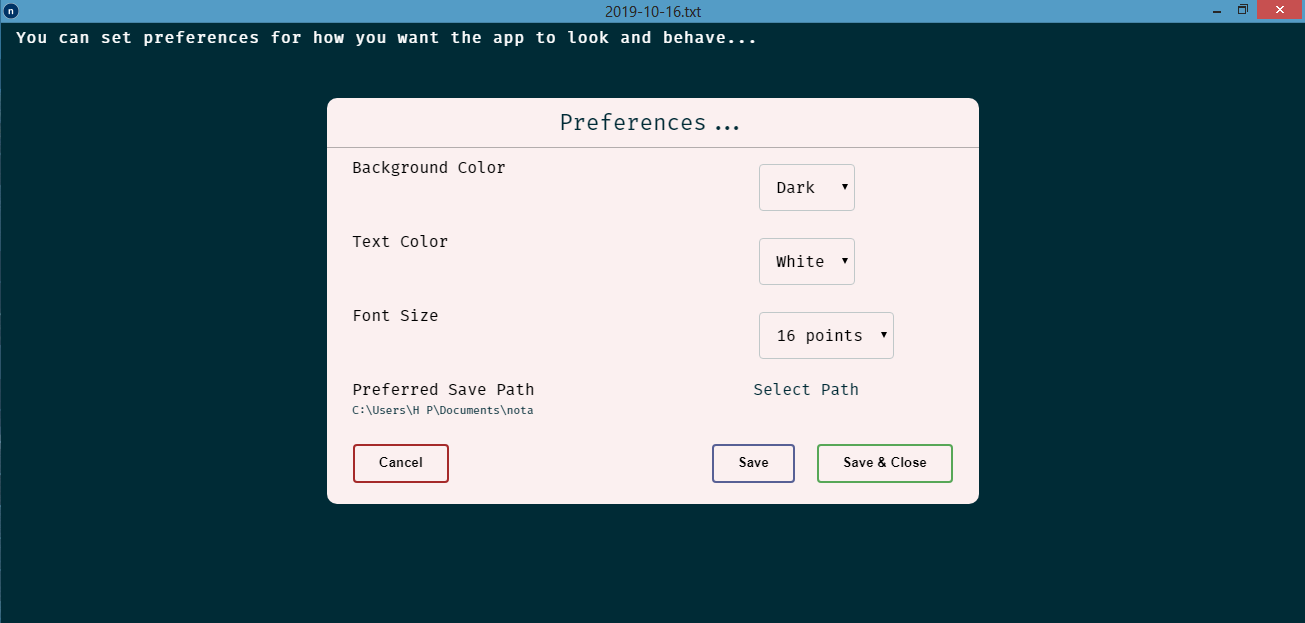 n
2019-10-16.txt
You can set preferences for how you want the app to look and behave...
Preferences...
Background Color
Dark
Text Color
White
Font Size
16 points
Preferred Save Path
Select Path
C:\Users\H P\Documents\nota
Cancel
Save
Save & Close